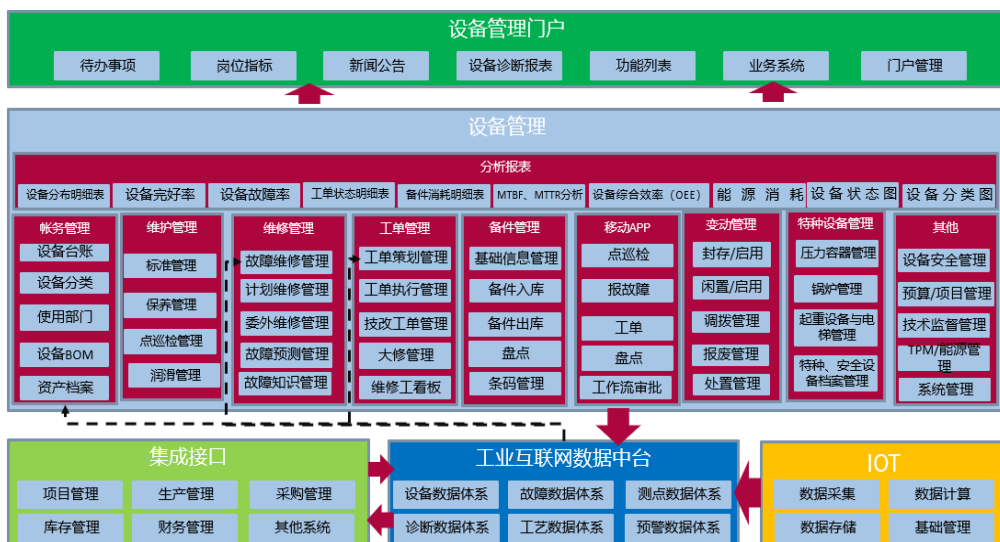 设备管理门户
待办事项 岗位指标 新闻公告 设备诊断报表 功能列表 业务系统 门户管理
设备管理
分析报表
设备分布明细表 设备完好率 设备故障率 工单状态明细表 备件消耗明细表 MTBF、MTTR分析 设备综合效率（OEE） 能源消耗 设备状态图 设备分类图
帐务管理
设备台账
设备分类
使用部门
设备BOM
资产档案
维护管理
标准管理
保养管理
点巡检管理
润滑管理
维修管理
故障维修管理
计划维修管理
委外维修管理
故障预测管理
故障知识管理
工单管理
工单策划管理
工单执行管理
技改工单管理
大修管理
维修工看板
备件管理
基础信息管理
备件入库
备件出库
盘点
条码管理
移动APP
点巡检
报故障
工单
盘点
工作流审批
变动管理
封存/启用
闲置/启用
调拨管理
报废管理
处置管理
特种设备管理
压力容器管理
锅炉管理
起重设备与电
梯管理
特种、安全设
备档案管理
其他
设备安全管理
预算/项目管理
技术监督管理
TPM/能源管
理
系统管理
集成接口
项目管理 生产管理 采购管理
库存管理 财务管理 其他系统
工业互联网数据中台
设备数据体系 故障数据体系 测点数据体系
诊断数据体系 工艺数据体系 预警数据体系
IOT
数据采集 数据计算
数据存储 基础管理